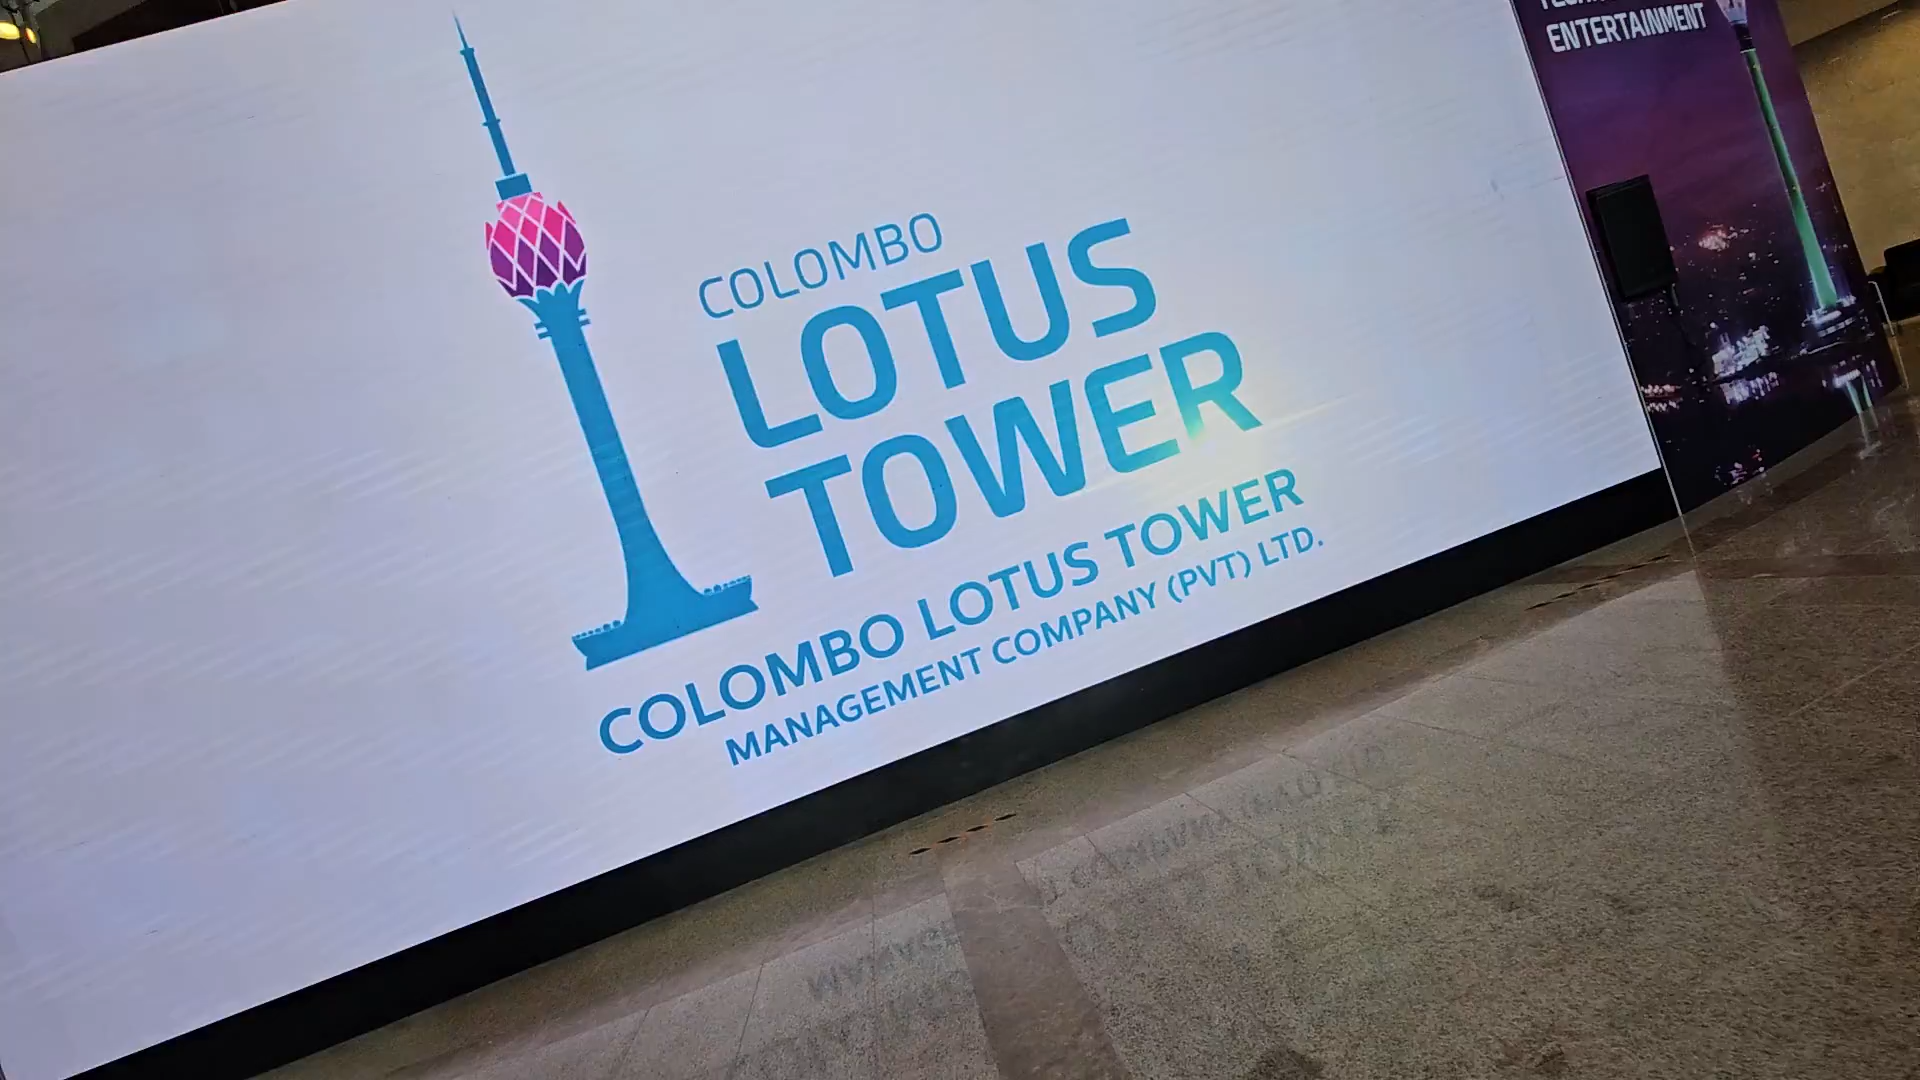 COLOMBO
LOTUS
TOWER
COLOMBO LOTUS TOWER
MANAGEMENT COMPANY (PVT) LTD.
ENTERTAINMENT